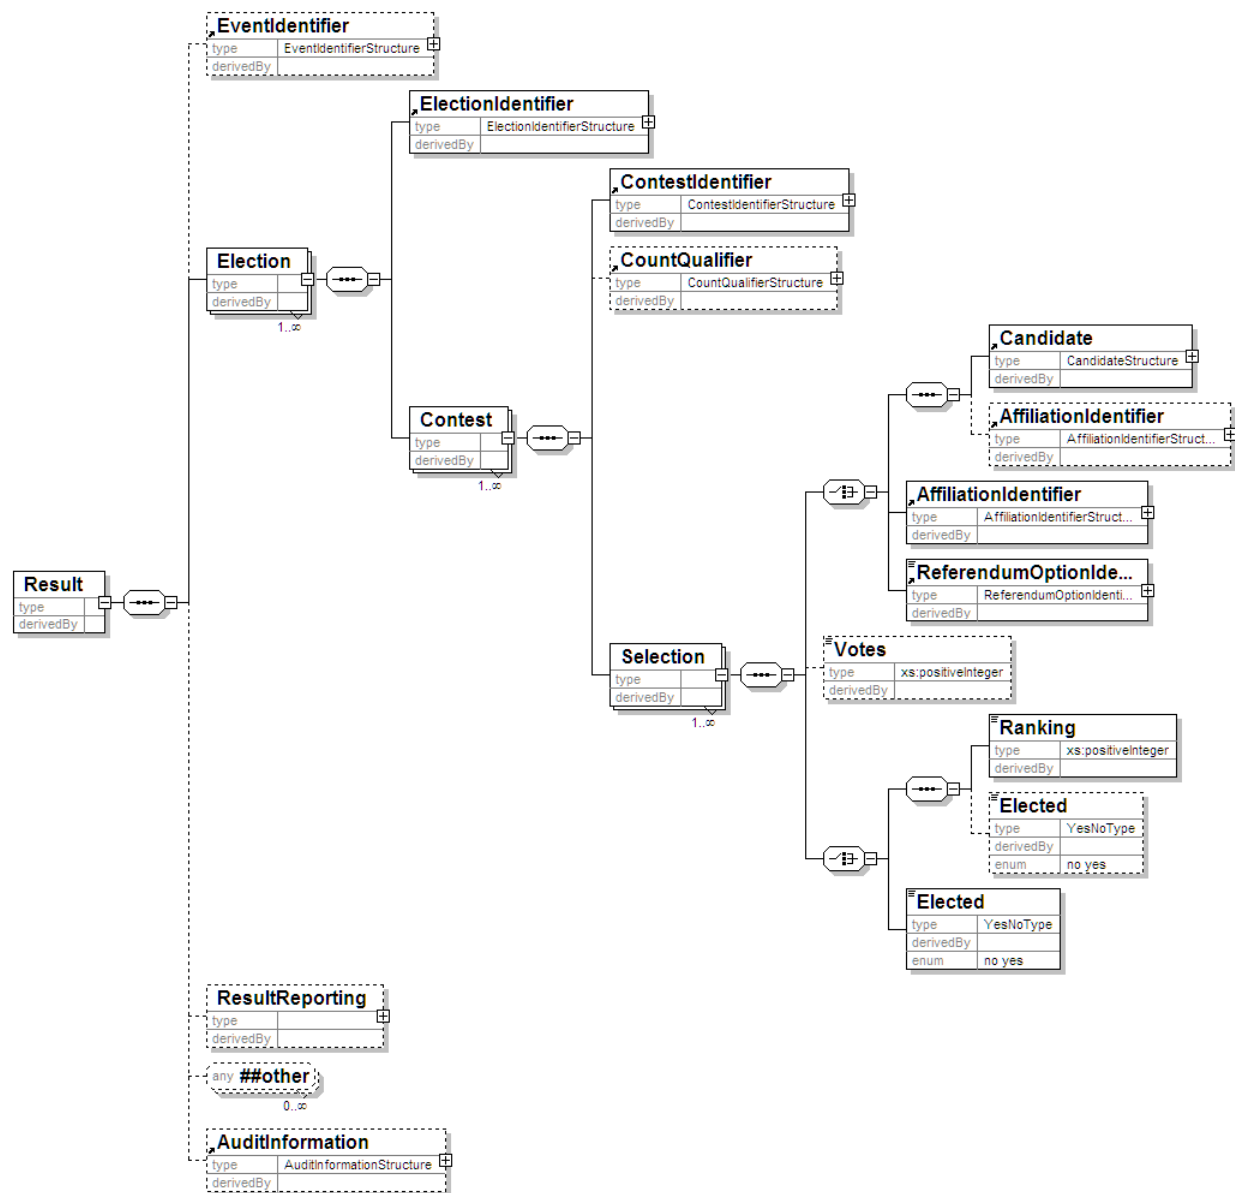 EventIdentifier
type EventIdentifierStructure
derivedBy
ElectionIdentifier
type ElectionIdentifierStructure
derivedBy
ContestIdentifier
type ContestIdentifierStructure
derivedBy
Election
type
derivedBy
1..∞
CountQualifier
type CountQualifierStructure
derivedBy
Candidate
type CandidateStructure
derivedBy
Contest
type
derivedBy
1..∞
AffiliationIdentifier
type AffiliationIdentifierStruct...
derivedBy
AffiliationIdentifier
type AffiliationIdentifierStruct...
derivedBy
Result
type
derivedBy
ReferendumOptionIde...
type ReferendumOptionIdenti...
derivedBy
Selection
type
derivedBy
1..∞
Votes
type xs:positiveInteger
derivedBy
Ranking
type xs:positiveInteger
derivedBy
Elected
type YesNoType
derivedBy
enum no yes
Elected
type YesNoType
derivedBy
enum no yes
ResultReporting
type
derivedBy
any ##other
0..∞
AuditInformation
type AuditInformationStructure
derivedBy